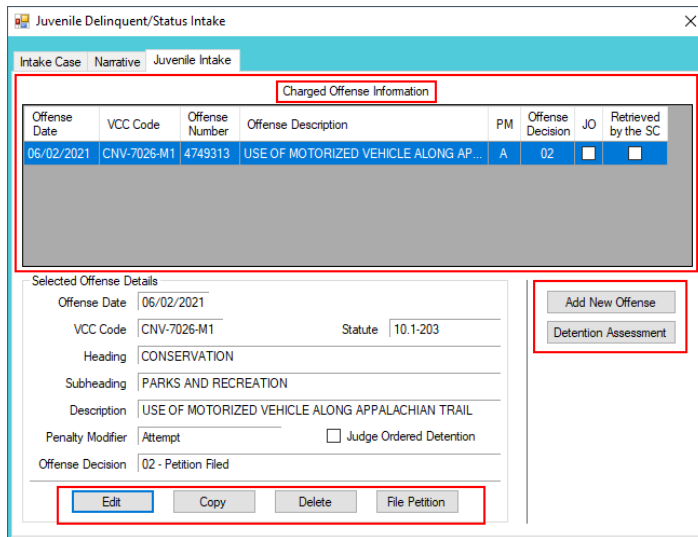 Juvenile Delinquent/Status Intake
Intake Case Narrative Juvenile Intake
Charged Offense Information
Offense Date VCC Code Offense Number Offense Description PM Offense Decision JO Retrieved by the SC
06/02/2021 CNV-7026-M1 4749313 USE OF MOTORIZED VEHICLE ALONG AP... A 02
Selected Offense Details
Offense Date 06/02/2021
VCC Code CNV-7026-M1 Statute 10.1-203
Heading CONSERVATION
Subheading PARKS AND RECREATION
Description USE OF MOTORIZED VEHICLE ALONG APPALACHIAN TRAIL
Penalty Modifier Attempt Judge Ordered Detention
Offense Decision 02 - Petition Filed
Edit Copy Delete File Petition
Add New Offense
Detention Assessment